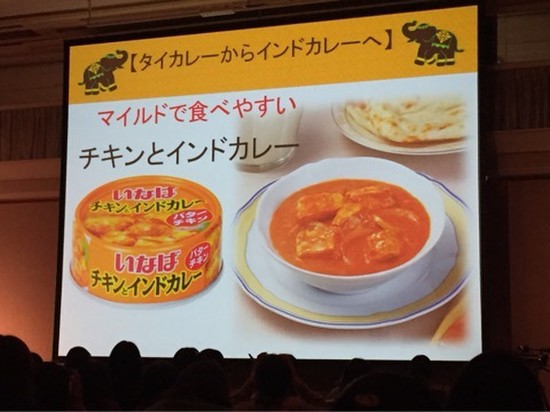 【タイカレーからインドカレーへ】
マイルドで食べやすい
チキンとインドカレー
いなば
チキンとインドカレー
バター
チキン
いなば
バター
チキン
チキンとインドカレー